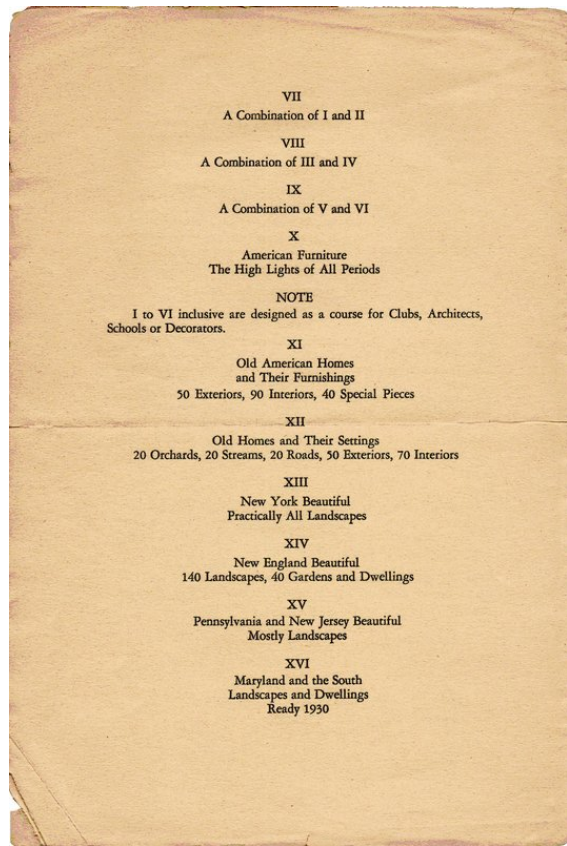 VII
A Combination of I and II
VIII
A Combination of III and IV
IX
A Combination of V and VI
X
American Furniture
The High Lights of All Periods
NOTE
I to VI inclusive are designed as a course for Clubs, Architects,
Schools or Decorators.
XI
Old American Homes
and Their Furnishings
50 Exteriors, 90 Interiors, 40 Special Pieces
XII
Old Homes and Their Settings
20 Orchards, 20 Streams, 20 Roads, 50 Exteriors, 70 Interiors
XIII
New York Beautiful
Practically All Landscapes
XIV
New England Beautiful
140 Landscapes, 40 Gardens and Dwellings
XV
Pennsylvania and New Jersey Beautiful
Mostly Landscapes
XVI
Maryland and the South
Landscapes and Dwellings
Ready 1930